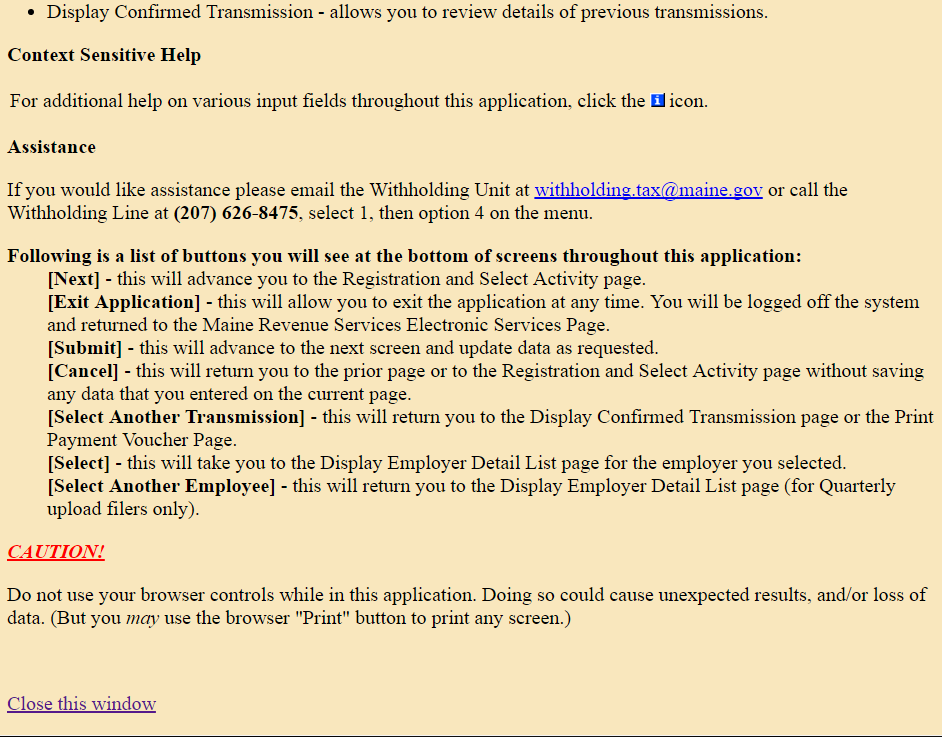 • Display Confirmed Transmission - allows you to review details of previous transmissions.
Context Sensitive Help
For additional help on various input fields throughout this application, click the i icon.
Assistance
If you would like assistance please email the Withholding Unit at withholding.tax@maine.gov or call the
Withholding Line at (207) 626-8475, select 1, then option 4 on the menu.
Following is a list of buttons you will see at the bottom of screens throughout this application:
[Next] - this will advance you to the Registration and Select Activity page.
[Exit Application] - this will allow you to exit the application at any time. You will be logged off the system
and returned to the Maine Revenue Services Electronic Services Page.
[Submit] - this will advance to the next screen and update data as requested.
[Cancel] - this will return you to the prior page or to the Registration and Select Activity page without saving
any data that you entered on the current page.
[Select Another Transmission] - this will return you to the Display Confirmed Transmission page or the Print
Payment Voucher Page.
[Select] - this will take you to the Display Employer Detail List page for the employer you selected.
[Select Another Employee] - this will return you to the Display Employer Detail List page (for Quarterly
upload filers only).
CAUTION!
Do not use your browser controls while in this application. Doing so could cause unexpected results, and/or loss of
data. (But you may use the browser "Print" button to print any screen.)
Close this window